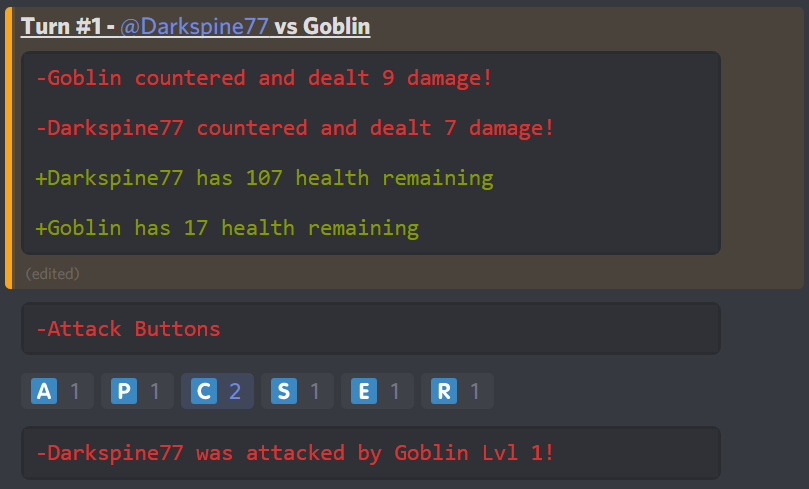 Turn #1 - @Darkspine77 vs Goblin
-Goblin countered and dealt 9 damage!
-Darkspine77 countered and dealt 7 damage!
+Darkspine77 has 107 health remaining
+Goblin has 17 health remaining
(edited)
-Attack Buttons
A 1 P 1 C 2 S 1 E 1 R 1
-Darkspine77 was attacked by Goblin Lvl 1!